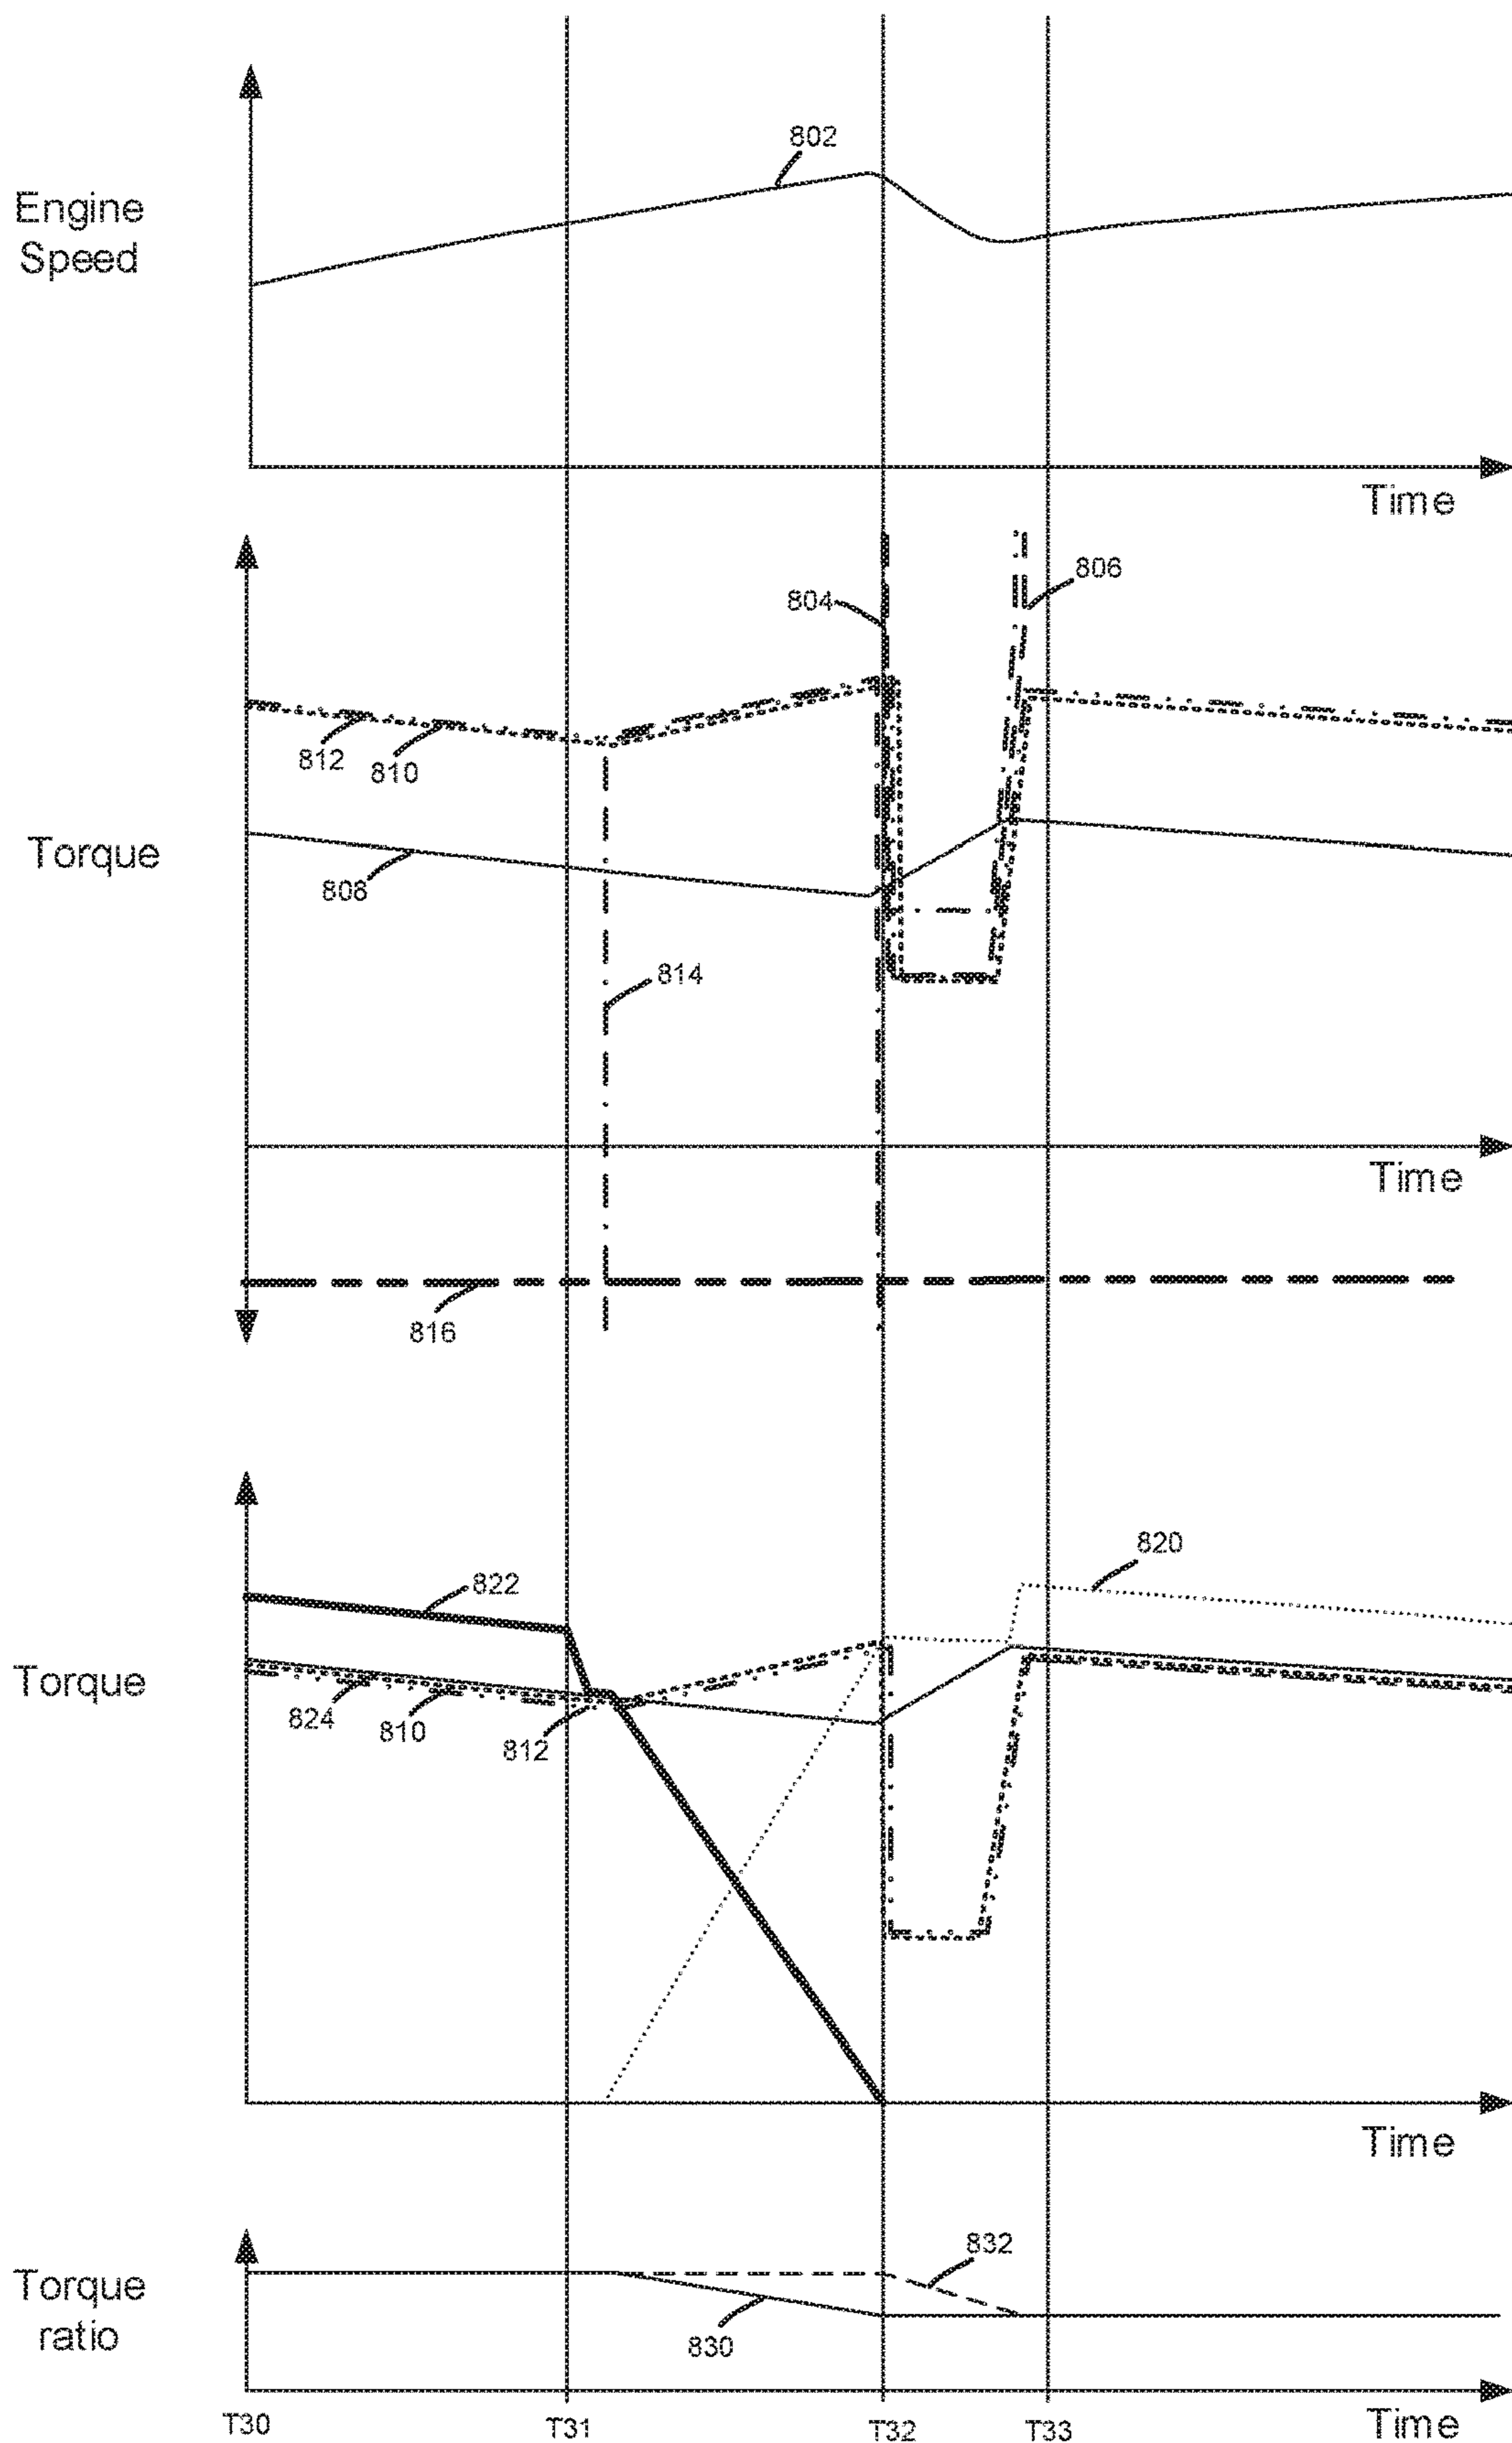 802
Engine
Speed
Time
806
804
812
810
Torque
808
814
Time
816
820
822
Torque
824
810
812
Time
832
Torque
ratio
830
T30
T31
T32
T33
Time